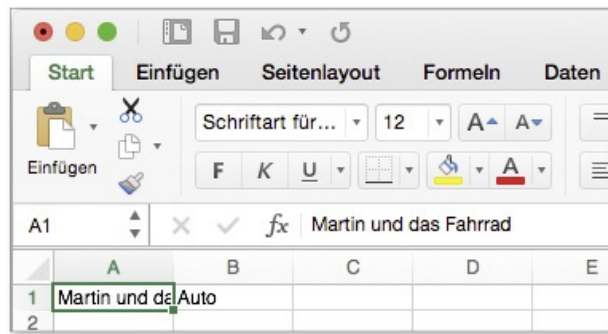 Start Einfügen Seitenlayout Formeln Daten
Schriftart für... 12 A A
Einfügen F K U A
A1 fx Martin und das Fahrrad
A B C D E
1 Martin und da Auto
2